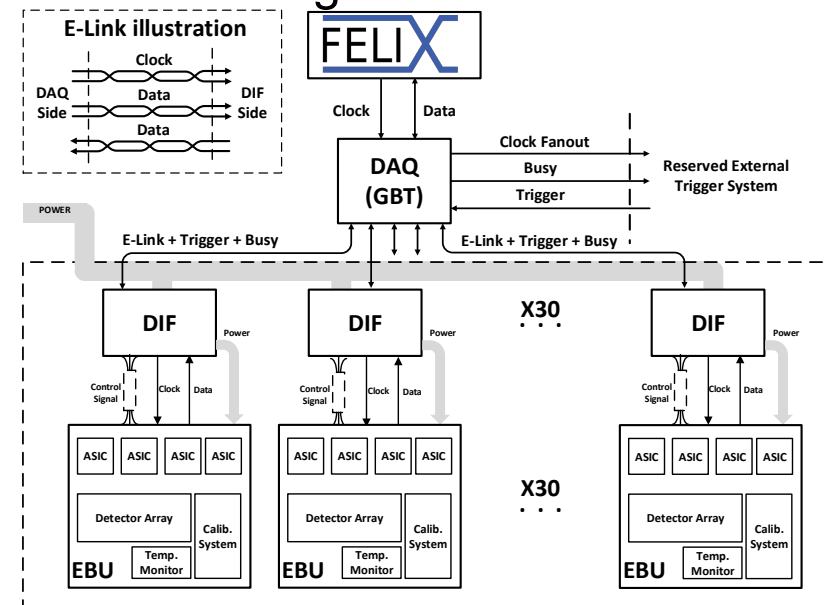 g
E-Link illustration
Clock
DAQ
Side
Data
DIF
Side
Data
FELIX
Clock
Data
DAQ
(GBT)
Clock Fanout
Busy
Trigger
Reserved External
Trigger System
POWER
E-Link + Trigger + Busy
E-Link + Trigger + Busy
DIF
DIF
X30
. . .
DIF
Power
Power
Power
Control
Signal
Clock
Data
Control
Signal
Clock
Data
Control
Signal
Clock
Data
ASIC ASIC ASIC ASIC
Detector Array
Calib.
System
Temp.
Monitor
EBU
ASIC ASIC ASIC ASIC
Detector Array
Calib.
System
Temp.
Monitor
EBU
X30
. . .
ASIC ASIC ASIC ASIC
Detector Array
Calib.
System
Temp.
Monitor
EBU